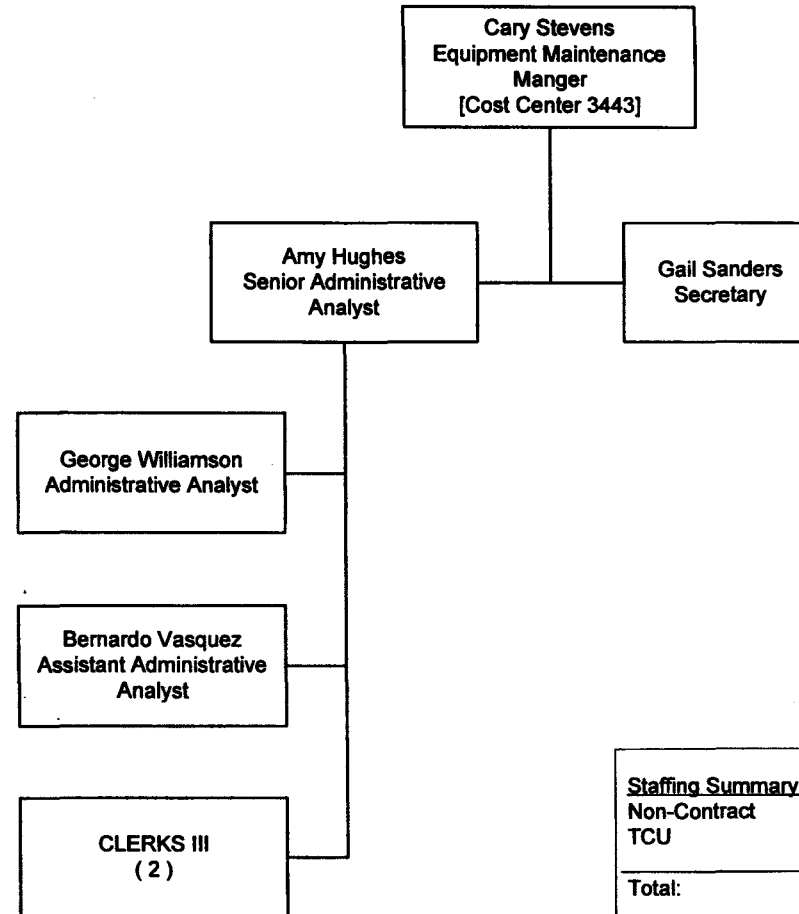 Cary Stevens
Equipment Maintenance
Manger
[Cost Center 3443]
Amy Hughes
Senior Administrative
Analyst
Gail Sanders
Secretary
George Williamson
Administrative Analyst
Bernardo Vasquez
Assistant Administrative
Analyst
CLERKS III
( 2 )
Staffing Summary
Non-Contract
TCU
Total: